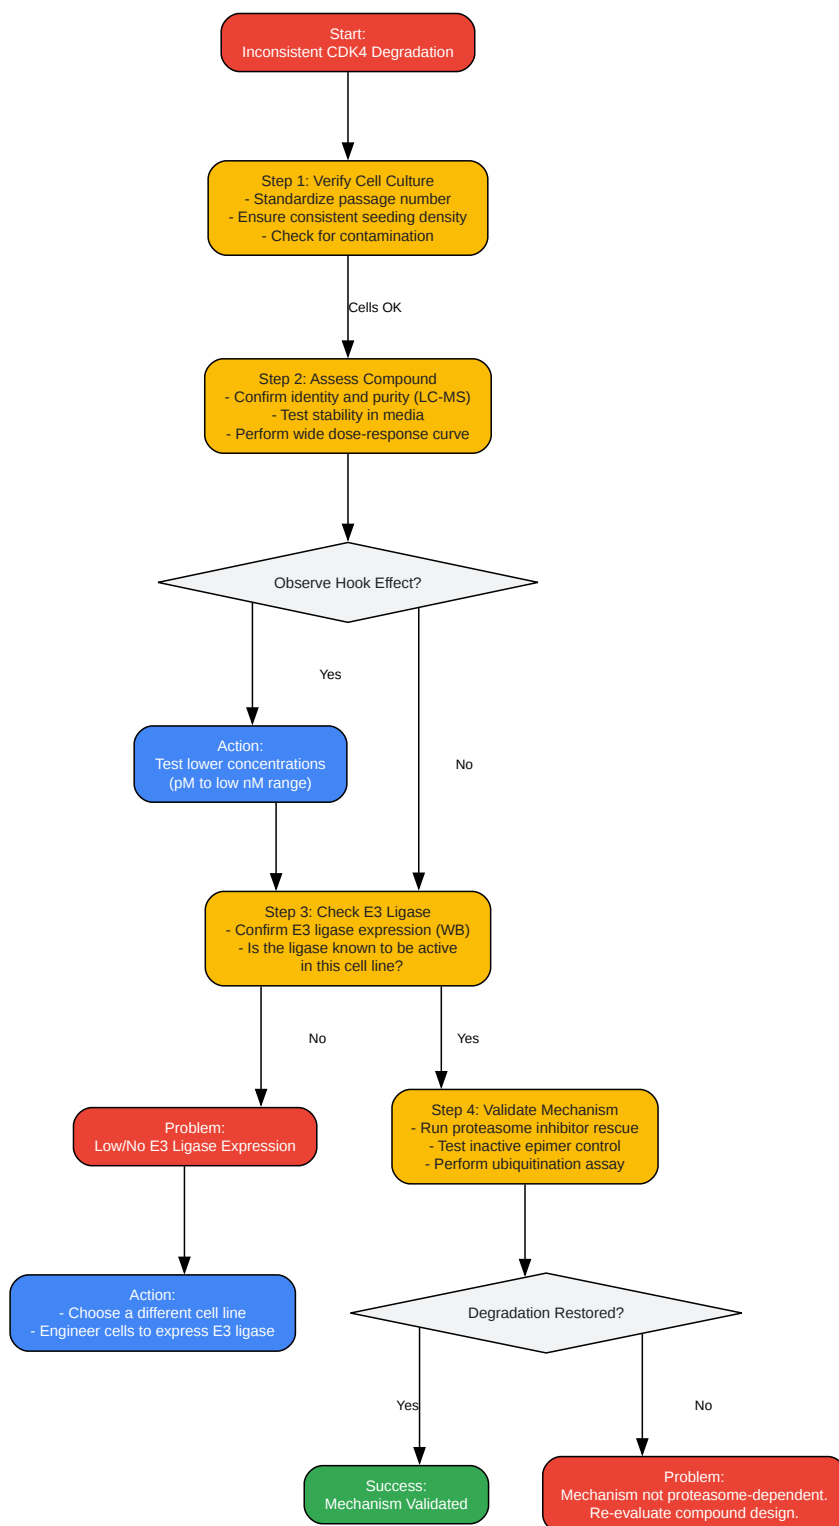 Start:
Inconsistent CDK4 Degradation
Step 1: Verify Cell Culture
- Standardize passage number
- Ensure consistent seeding density
- Check for contamination
Cells OK
Step 2: Assess Compound
- Confirm identity and purity (LC-MS)
- Test stability in media
- Perform wide dose-response curve
Observe Hook Effect?
Yes
Action:
Test lower concentrations
(pM to low nM range)
No
Step 3: Check E3 Ligase
- Confirm E3 ligase expression (WB)
- Is the ligase known to be active
in this cell line?
No
Yes
Problem:
Low/No E3 Ligase Expression
Step 4: Validate Mechanism
- Run proteasome inhibitor rescue
- Test inactive epimer control
- Perform ubiquitination assay
Action:
- Choose a different cell line
- Engineer cells to express E3 ligase
Degradation Restored?
Yes
No
Success:
Mechanism Validated
Problem:
Mechanism not proteasome-dependent.
Re-evaluate compound design.